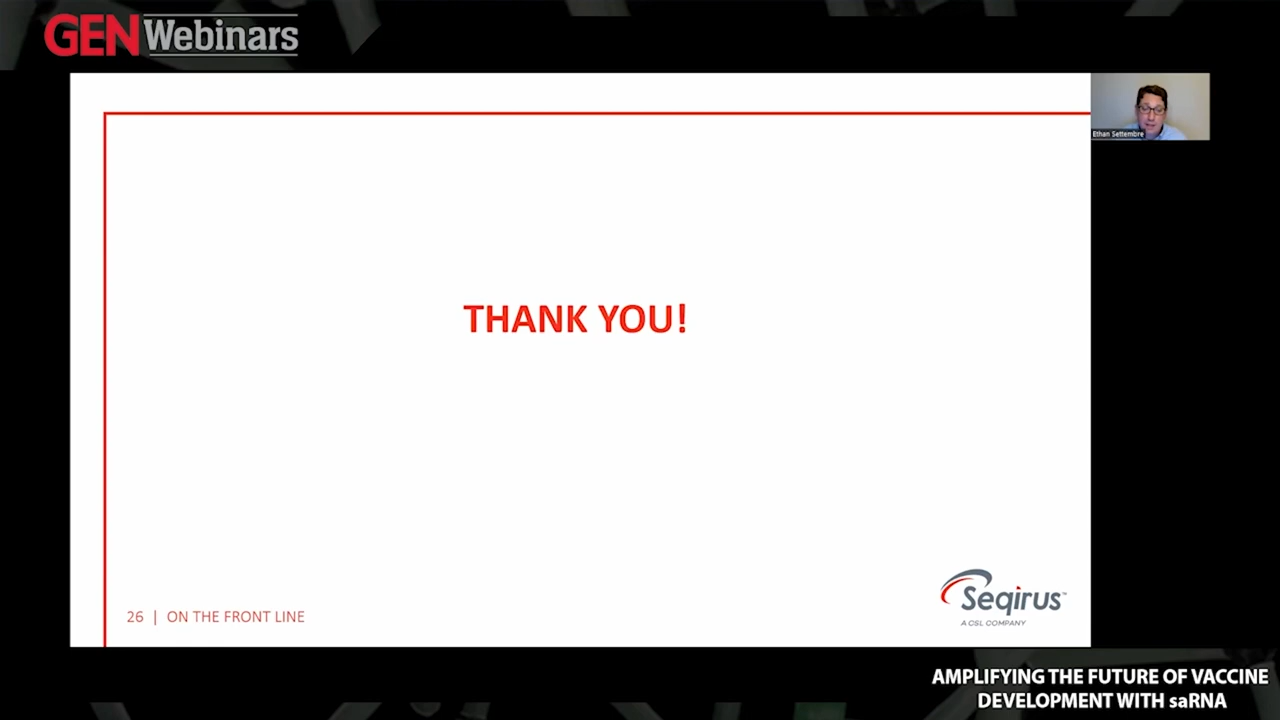 GEN Webinars
Ethan Settembre
THANK YOU!
26 | ON THE FRONT LINE
Seqirus™
A CSL COMPANY
AMPLIFYING THE FUTURE OF VACCINE
DEVELOPMENT WITH saRNA